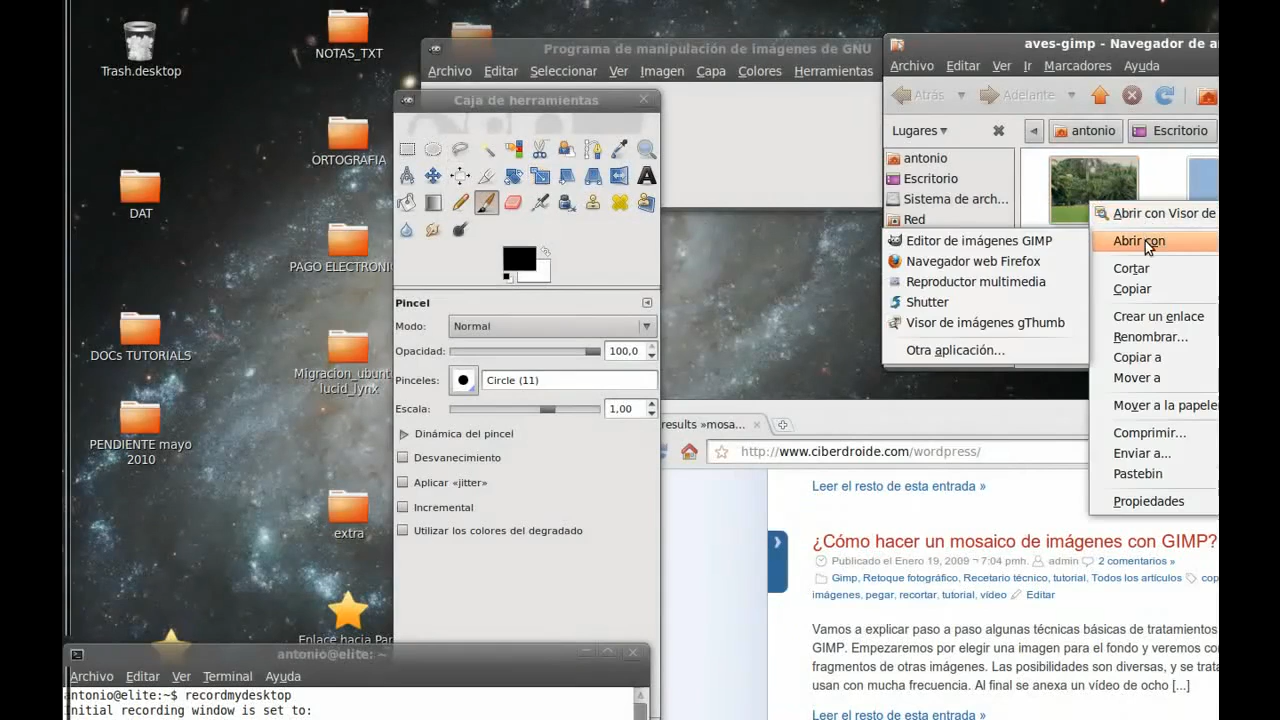 Trash.desktop
NOTAS_TXT
ORTOGRAFIA
DAT
PAGO ELECTRONI
DOCs TUTORIALS
Migracion_ubunt
lucid_lynx
PENDIENTE mayo
2010
extra
Enlace hacia Par
Programa de manipulación de imágenes de GNU
Archivo Editar Seleccionar Ver Imagen Capa Colores Herramientas
Caja de herramientas
Pincel
Modo: Normal
Opacidad: 100,0
Pinceles: Circle (11)
Escala: 1,00
Dinámica del pincel
Desvanecimiento
Aplicar «jitter»
Incremental
Utilizar los colores del degradado
aves-gimp - Navegador de a
Archivo Editar Ver Ir Marcadores Ayuda
Atrás Adelante
Lugares antonio Escritorio
antonio
Escritorio
Sistema de arch...
Red
Editor de imágenes GIMP
Navegador web Firefox
Reproductor multimedia
Shutter
Visor de imágenes gThumb
Otra aplicación...
Abrir con Visor de
Abrir con
Cortar
Copiar
Crear un enlace
Renombrar...
Copiar a
Mover a
Mover a la papele
Comprimir...
Enviar a...
Pastebin
Propiedades
results »mosa...
http://www.ciberdroide.com/wordpress/
Leer el resto de esta entrada »
¿Cómo hacer un mosaico de imágenes con GIMP?
Publicado el Enero 19, 2009 ¬ 7:04 pmh. admin 2 comentarios »
Gimp, Retoque fotográfico, Recetario técnico, tutorial, Todos los artículos cop
imágenes, pegar, recortar, tutorial, vídeo Editar
Vamos a explicar paso a paso algunas técnicas básicas de tratamientos
GIMP. Empezaremos por elegir una imagen para el fondo y veremos co
fragmentos de otras imágenes. Las posibilidades son diversas, y se trata
usan con mucha frecuencia. Al final se anexa un vídeo de ocho [...]
Leer el resto de esta entrada »
antonio@elite: ~
Archivo Editar Ver Terminal Ayuda
antonio@elite:~$ recordmydesktop
Initial recording window is set to: